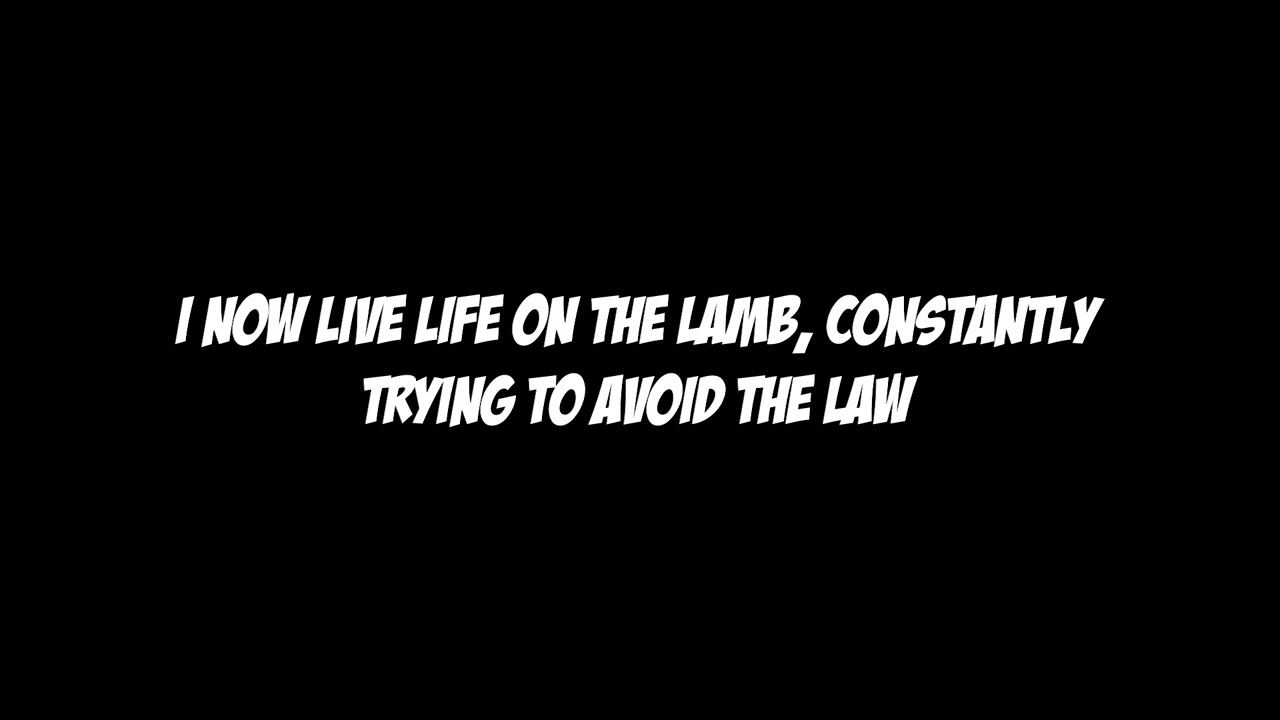 I NOW LIVE LIFE ON THE LAMB, CONSTANTLY
TRYING TO AVOID THE LAW